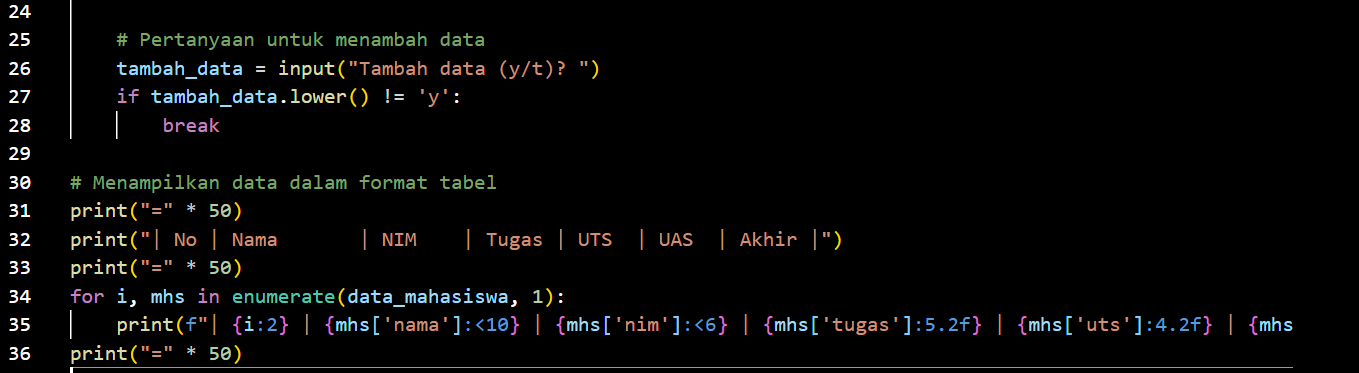 24
25 # Pertanyaan untuk menambah data
26 tambah_data = input("Tambah data (y/t)? ")
27 if tambah_data.lower() != 'y':
28 break
29
30 # Menampilkan data dalam format tabel
31 print("=" * 50)
32 print("| No | Nama       | NIM    | Tugas | UTS  | UAS  | Akhir |")
33 print("=" * 50)
34 for i, mhs in enumerate(data_mahasiswa, 1):
35 print(f"| {i:2} | {mhs['nama']:<10} | {mhs['nim']:<6} | {mhs['tugas']:5.2f} | {mhs['uts']:4.2f} | {mhs
36 print("=" * 50)